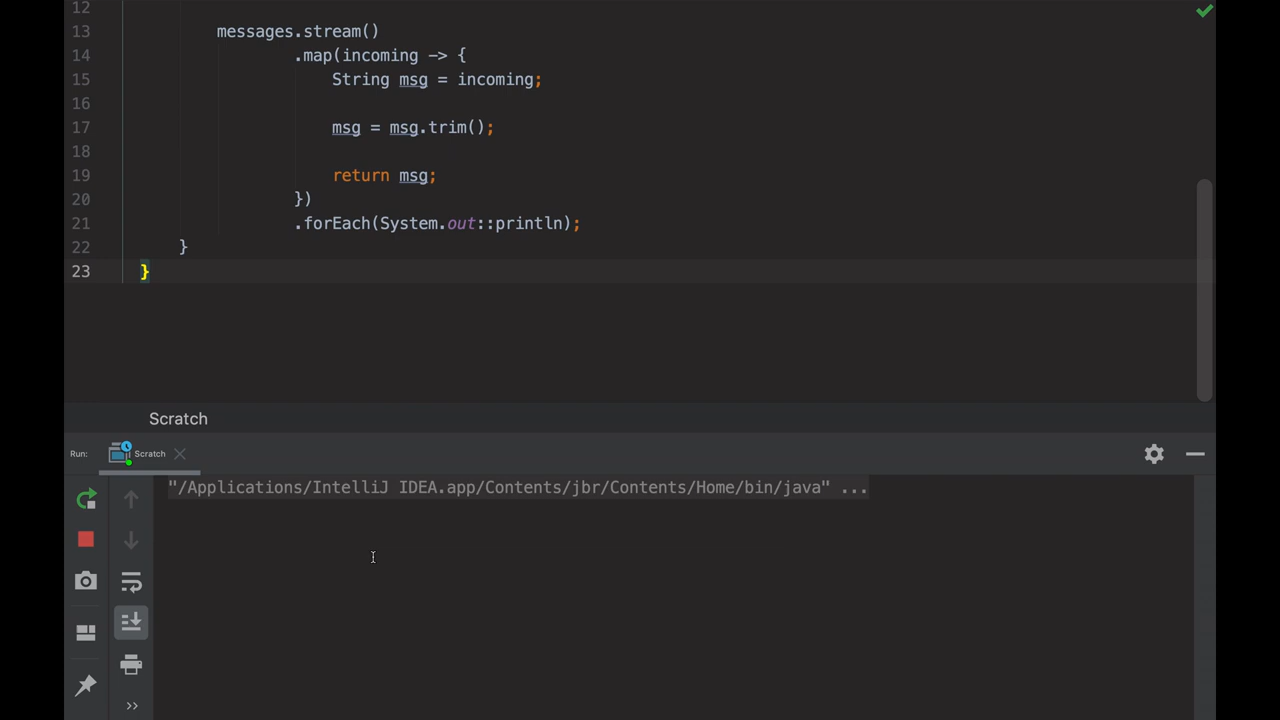 12
13 messages.stream()
14 .map(incoming -> {
15 String msg = incoming;
16
17 msg = msg.trim();
18
19 return msg;
20 })
21 .forEach(System.out::println);
22 }
23 }
Scratch
Run: Scratch
"/Applications/IntelliJ IDEA.app/Contents/jbr/Contents/Home/bin/java" ...